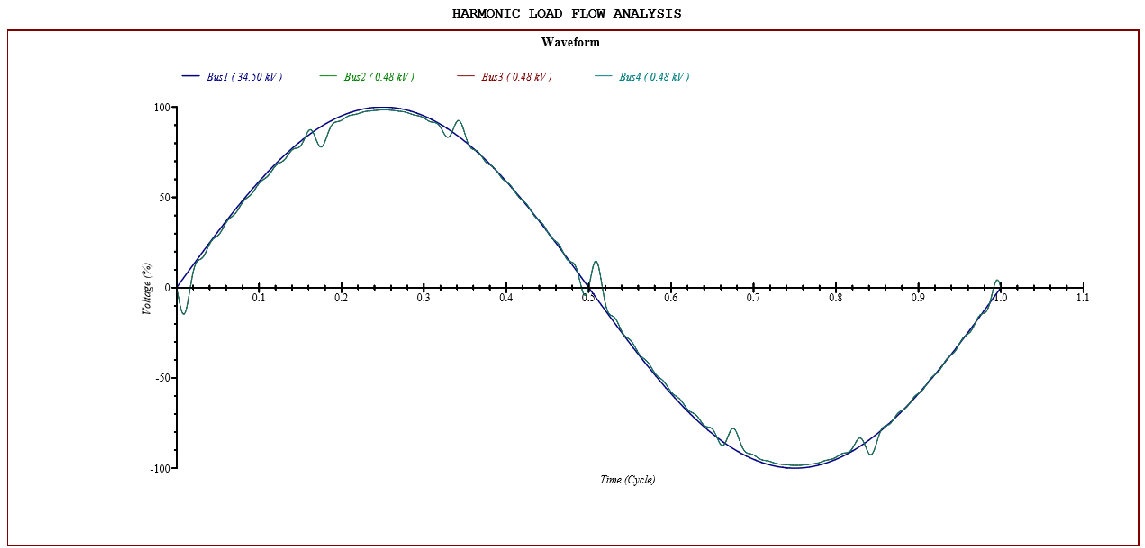 HARMONIC LOAD FLOW ANALYSIS
Waveform
Bus1 ( 34.50 kV ) Bus2 ( 0.48 kV ) Bus3 ( 0.48 kV ) Bus4 ( 0.48 kV )
100
50
Voltage (%)
0
0.1 0.2 0.3 0.4 0.5 0.6 0.7 0.8 0.9 1.0 1.1
-50
-100
Time (Cycle)